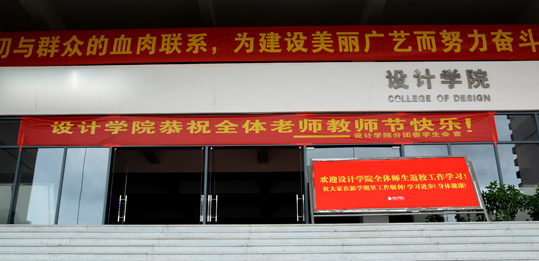 切与群众的血肉联系，为建设美丽广艺而努力奋斗
设计学院
COLLEGE OF DESIGN
设计学院恭祝全体老师教师节快乐！
——设计学院分团委学生会宣
欢迎设计学院全体师生返校工作学习！
祝大家在新学期里工作顺利！学习进步！身体健康！